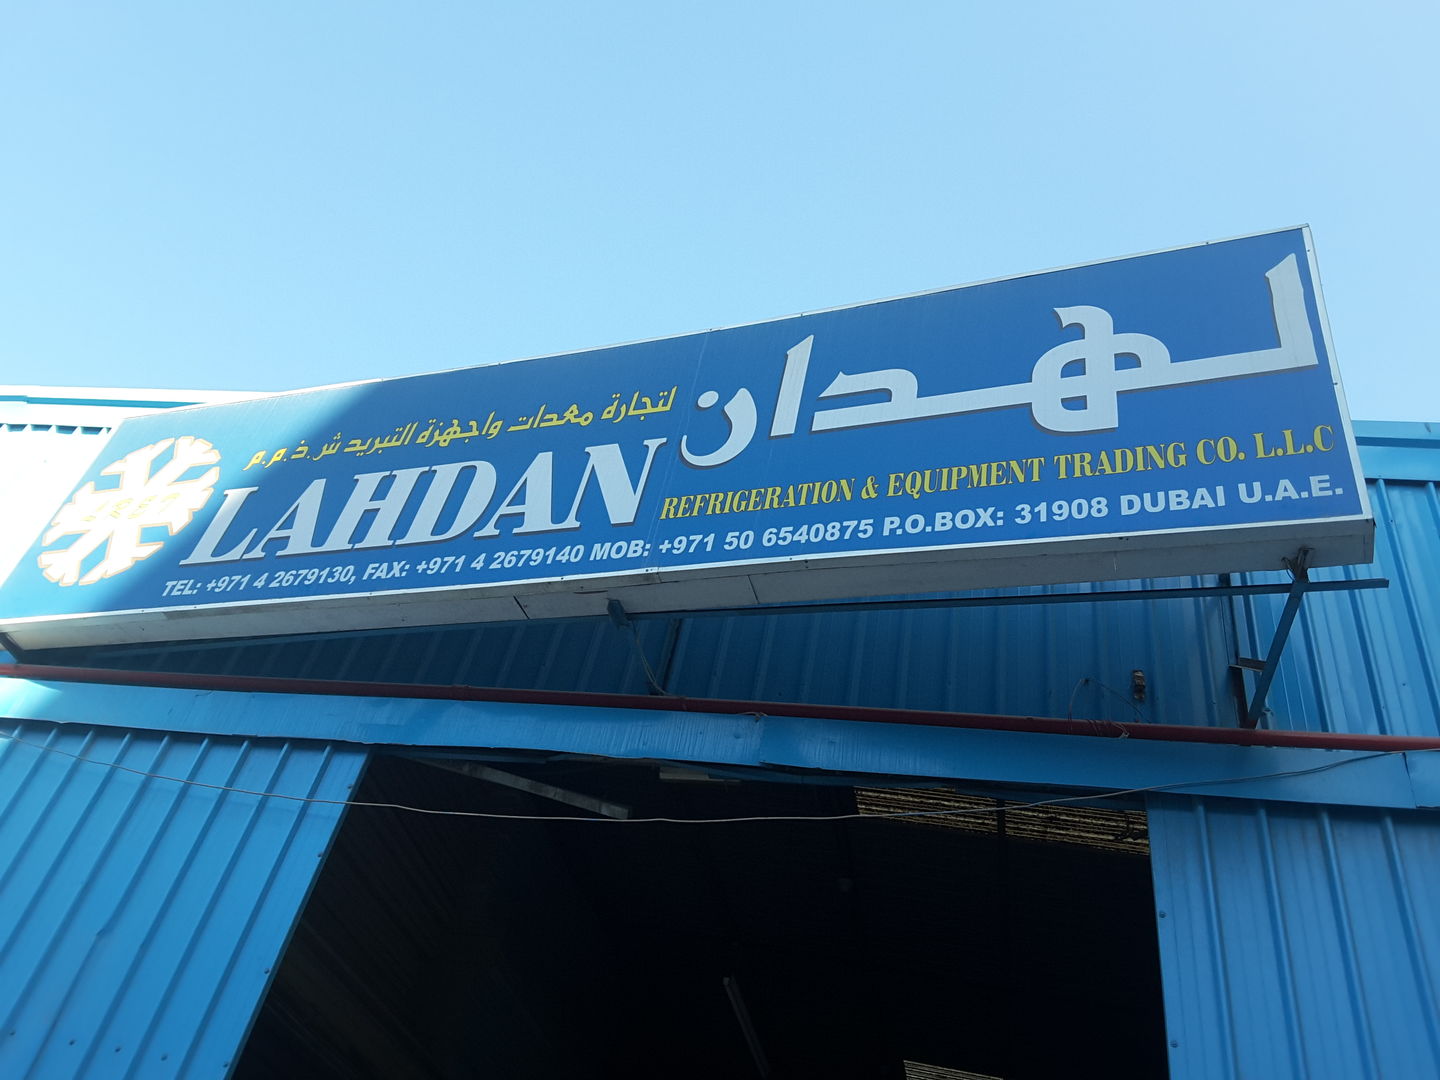 لهدان
لتجارة معدات واجهزة التبريد ش.ذ.م.م
LAHDAN
REFRIGERATION & EQUIPMENT TRADING CO. L.L.C
TEL: +971 4 2679130, FAX: +971 4 2679140 MOB: +971 50 6540875 P.O.BOX: 31908 DUBAI U.A.E.